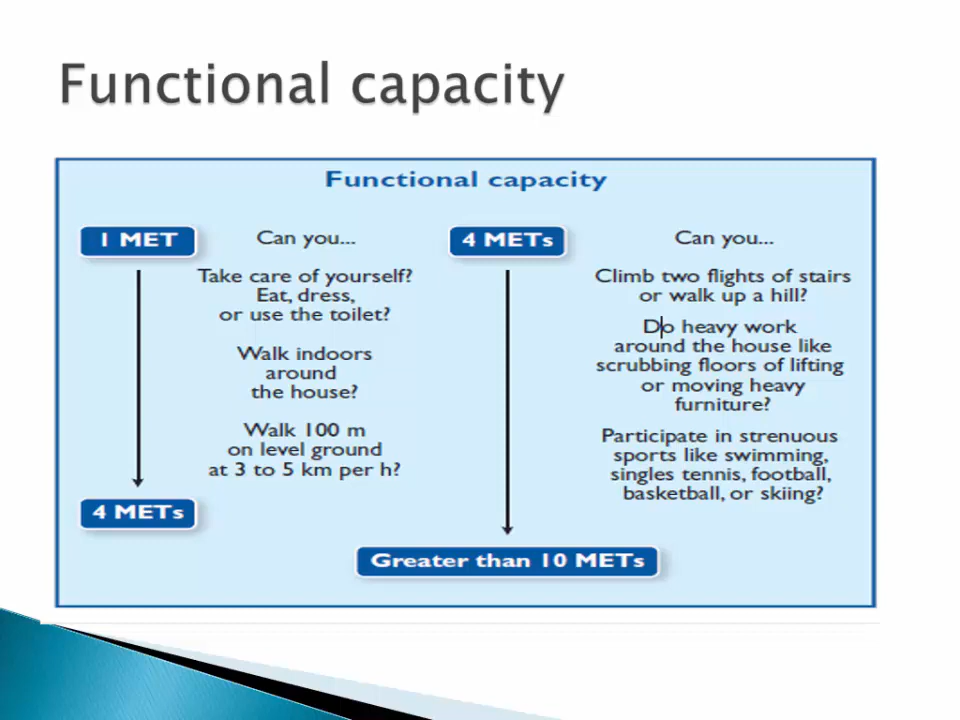 Functional capacity
Functional capacity
1 MET
Can you...
Take care of yourself?
Eat, dress,
or use the toilet?
Walk indoors
around
the house?
Walk 100 m
on level ground
at 3 to 5 km per h?
4 METs
4 METs
Can you...
Climb two flights of stairs
or walk up a hill?
Do heavy work
around the house like
scrubbing floors of lifting
or moving heavy
furniture?
Participate in strenuous
sports like swimming,
singles tennis, football,
basketball, or skiing?
Greater than 10 METs